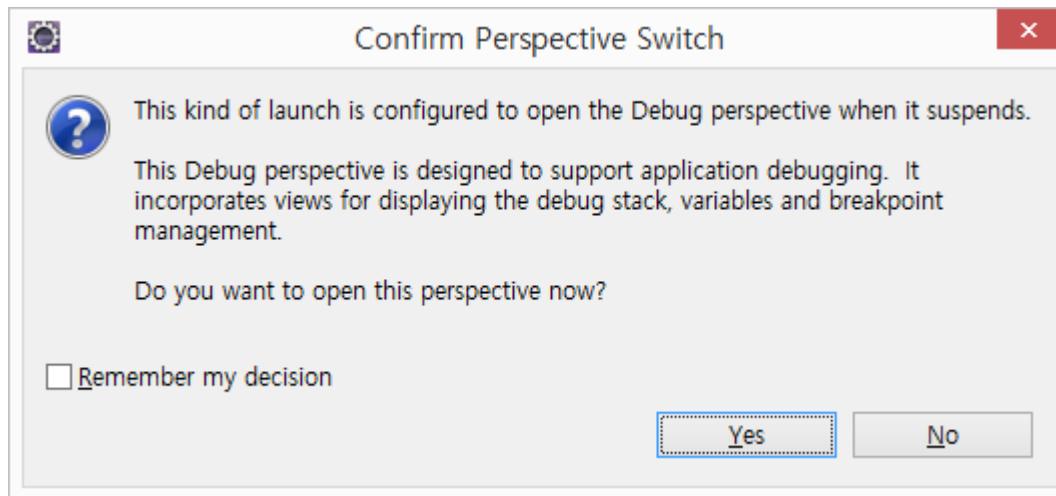 Confirm Perspective Switch
This kind of launch is configured to open the Debug perspective when it suspends.
This Debug perspective is designed to support application debugging.  It
incorporates views for displaying the debug stack, variables and breakpoint
management.
Do you want to open this perspective now?
Remember my decision
Yes
No